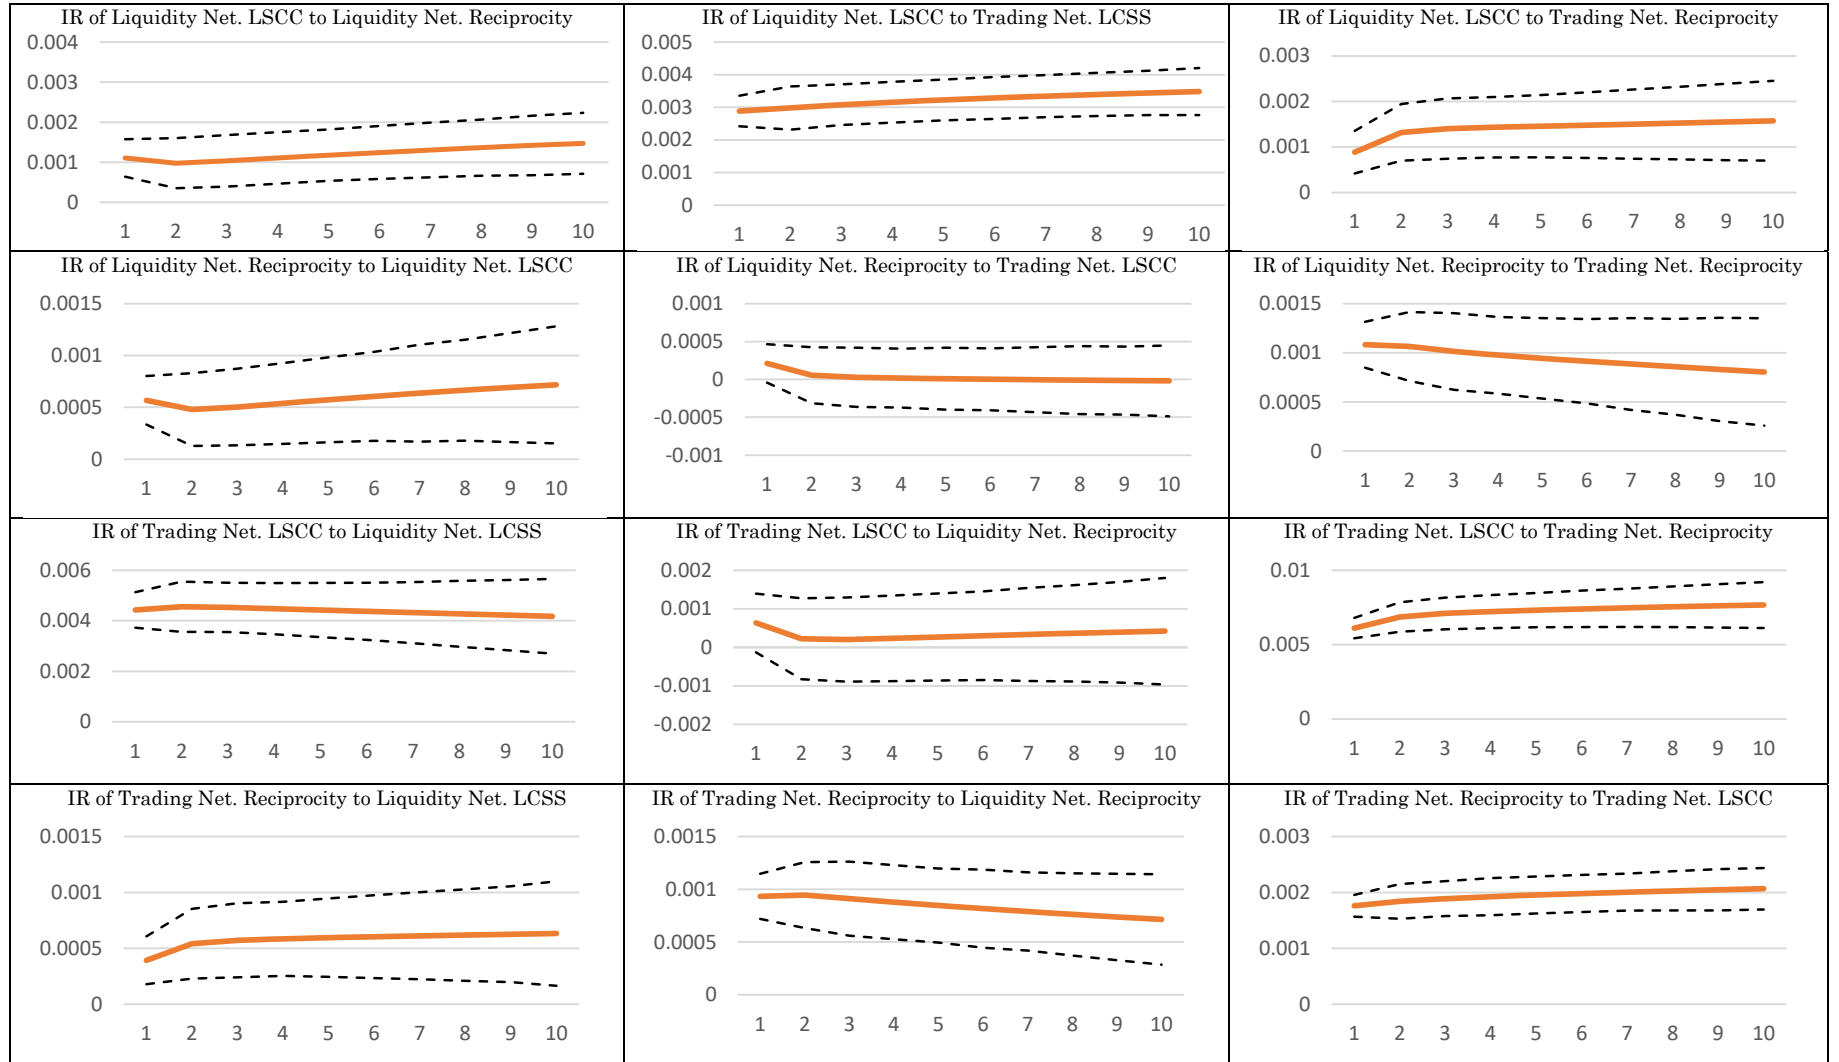 IR of Liquidity Net. LSCC to Liquidity Net. Reciprocity
0.004
0.003
0.002
0.001
0
1 2 3 4 5 6 7 8 9 10
IR of Liquidity Net. LSCC to Trading Net. LCSS
0.005
0.004
0.003
0.002
0.001
0
1 2 3 4 5 6 7 8 9 10
IR of Liquidity Net. LSCC to Trading Net. Reciprocity
0.003
0.002
0.001
0
1 2 3 4 5 6 7 8 9 10
IR of Liquidity Net. Reciprocity to Liquidity Net. LSCC
0.0015
0.001
0.0005
0
1 2 3 4 5 6 7 8 9 10
IR of Liquidity Net. Reciprocity to Trading Net. LSCC
0.001
0.0005
0
-0.0005
-0.001
1 2 3 4 5 6 7 8 9 10
IR of Liquidity Net. Reciprocity to Trading Net. Reciprocity
0.0015
0.001
0.0005
0
1 2 3 4 5 6 7 8 9 10
IR of Trading Net. LSCC to Liquidity Net. LCSS
0.006
0.004
0.002
0
1 2 3 4 5 6 7 8 9 10
IR of Trading Net. LSCC to Liquidity Net. Reciprocity
0.002
0.001
0
-0.001
-0.002
1 2 3 4 5 6 7 8 9 10
IR of Trading Net. LSCC to Trading Net. Reciprocity
0.01
0.005
0
1 2 3 4 5 6 7 8 9 10
IR of Trading Net. Reciprocity to Liquidity Net. LCSS
0.0015
0.001
0.0005
0
1 2 3 4 5 6 7 8 9 10
IR of Trading Net. Reciprocity to Liquidity Net. Reciprocity
0.0015
0.001
0.0005
0
1 2 3 4 5 6 7 8 9 10
IR of Trading Net. Reciprocity to Trading Net. LSCC
0.003
0.002
0.001
0
1 2 3 4 5 6 7 8 9 10